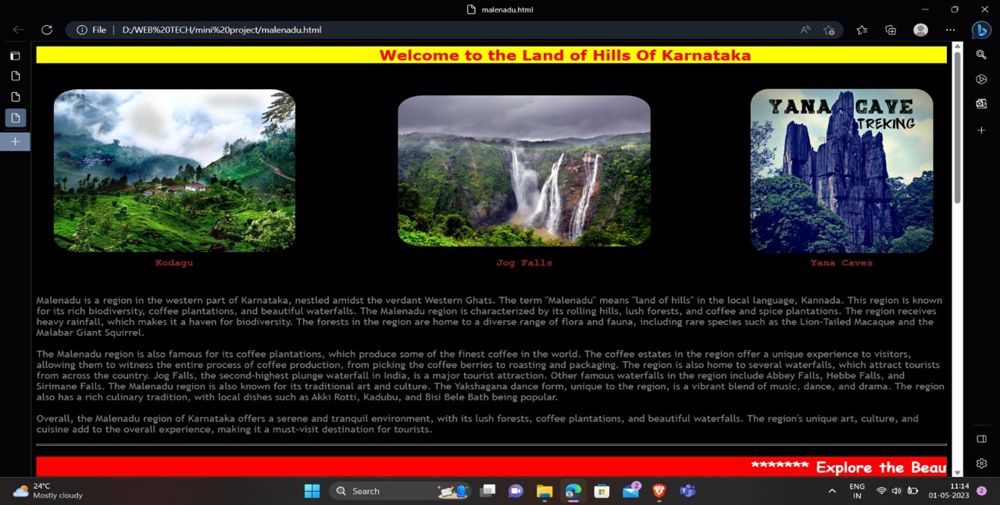 malenadu.html
File
D:/WEB%20TECH/mini%20project/malenadu.html
Welcome to the Land of Hills Of Karnataka
YANA CAVE
TREKING
Kodagu
Jog Falls
Yana Caves
Malenadu is a region in the western part of Karnataka, nestled amidst the verdant Western Ghats. The term "Malenadu" means "land of hills" in the local language, Kannada. This region is known
for its rich biodiversity, coffee plantations, and beautiful waterfalls. The Malenadu region is characterized by its rolling hills, lush forests, and coffee and spice plantations. The region receives
heavy rainfall, which makes it a haven for biodiversity. The forests in the region are home to a diverse range of flora and fauna, including rare species such as the Lion-Tailed Macaque and the
Malabar Giant Squirrel.
The Malenadu region is also famous for its coffee plantations, which produce some of the finest coffee in the world. The coffee estates in the region offer a unique experience to visitors,
allowing them to witness the entire process of coffee production, from picking the coffee berries to roasting and packaging. The region is also home to several waterfalls, which attract tourists
from across the country. Jog Falls, the second-highest plunge waterfall in India, is a major tourist attraction. Other famous waterfalls in the region include Abbey Falls, Hebbe Falls, and
Sirimane Falls. The Malenadu region is also known for its traditional art and culture. The Yakshagana dance form, unique to the region, is a vibrant blend of music, dance, and drama. The region
also has a rich culinary tradition, with local dishes such as Akki Rotti, Kadubu, and Bisi Bele Bath being popular.
Overall, the Malenadu region of Karnataka offers a serene and tranquil environment, with its lush forests, coffee plantations, and beautiful waterfalls. The region's unique art, culture, and
cuisine add to the overall experience, making it a must-visit destination for tourists.
******* Explore the Beau
24°C
Mostly cloudy
Search
2
ENG
IN
11:14
01-05-2023
2